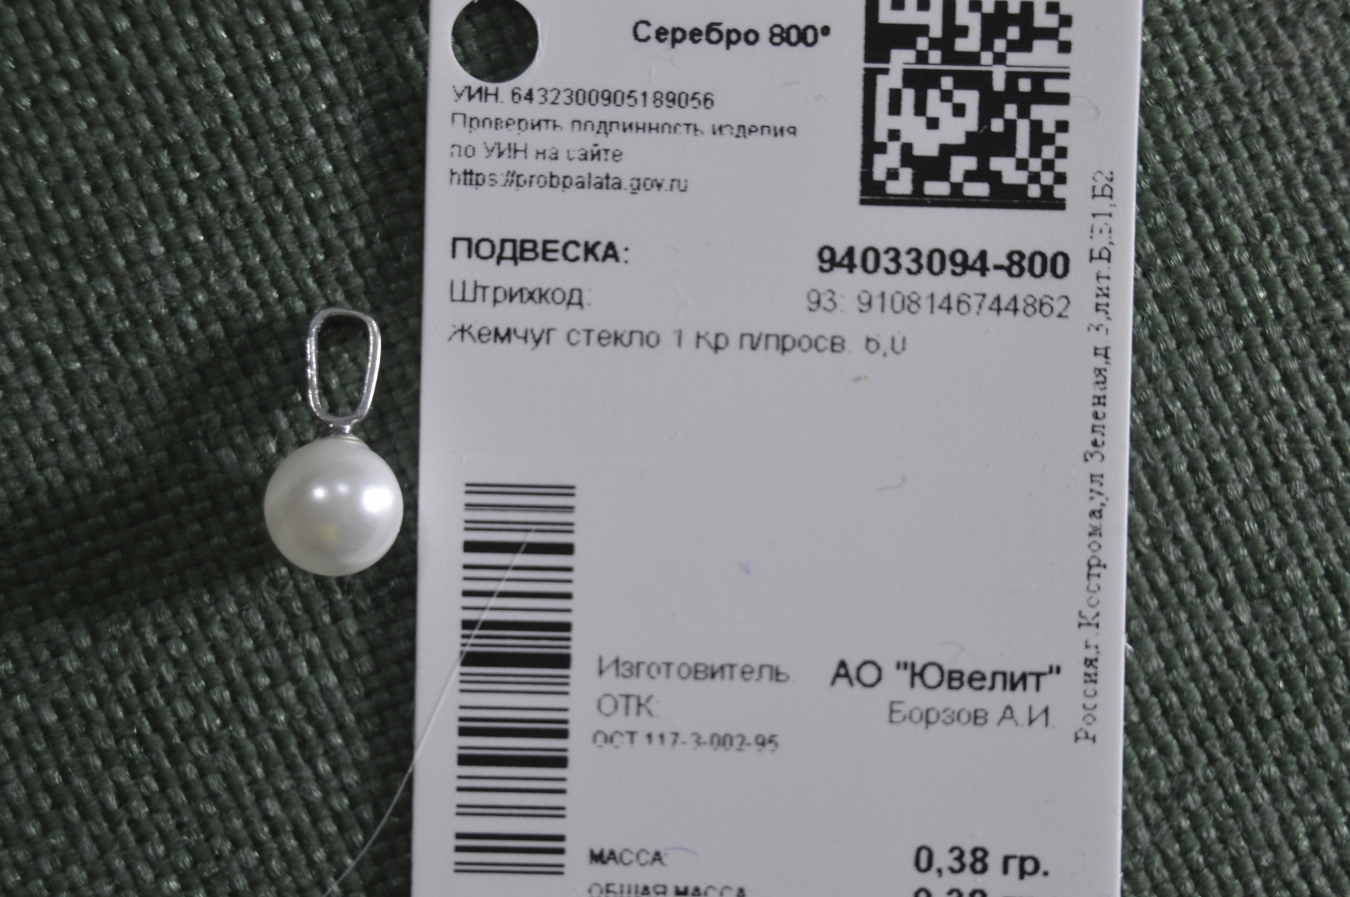 Серебро 800°
УИН: 6432300905189056
Проверить подлинность изделия
по УИН на сайте
https://probpalata.gov.ru
ПОДВЕСКА: 94033094-800
Штрихкод: 93: 9108146744862
Жемчуг стекло 1 Кр п/просв. 6,0
Изготовитель АО "Ювелит"
ОТК: Борзов А.И.
ОСТ 117-3-002-95
МАССА: 0,38 гр.
ОБЩАЯ МАССА
Россия,г.Кострома,ул Зеленая,д 3,лит.Б,Б1,Б2